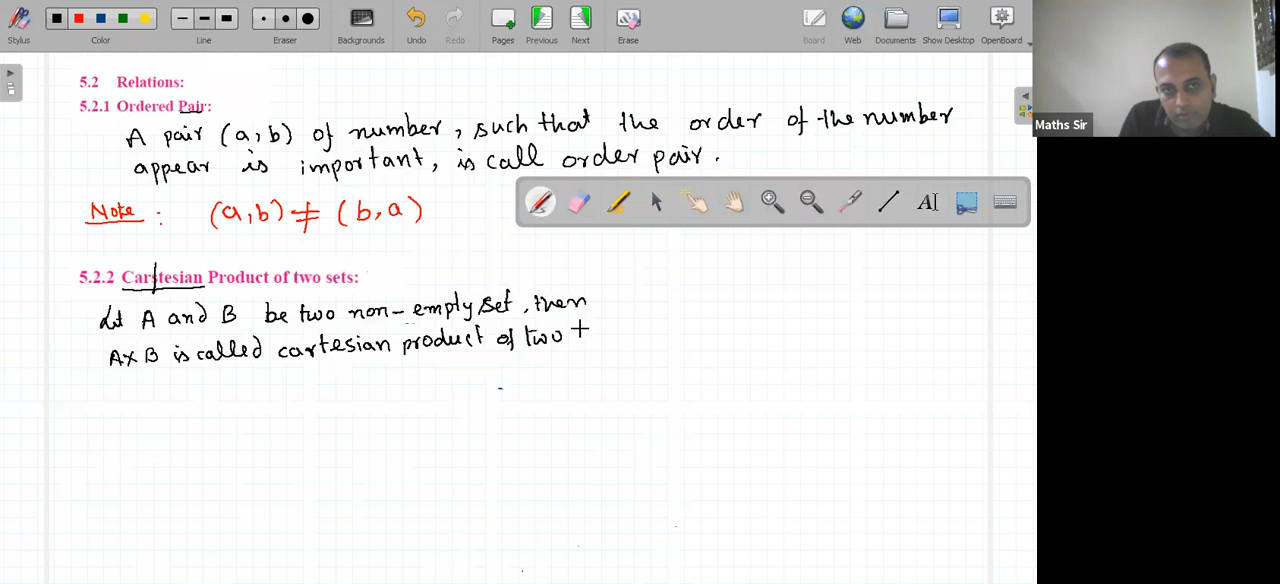 Stylus
Color
Line
Eraser
Backgrounds
Undo
Redo
Pages
Previous
Next
Erase
Board
Web
Documents
Show Desktop
OpenBoard
Maths Sir
5.2 Relations:
5.2.1 Ordered Pair:
A pair (a,b) of number, such that the order of the number
appear is important, is call order pair.
Note : (a,b) ≠ (b,a)
5.2.2 Carstesian Product of two sets:
Let A and B be two non-empty set, then
A×B is called cartesian product of two t